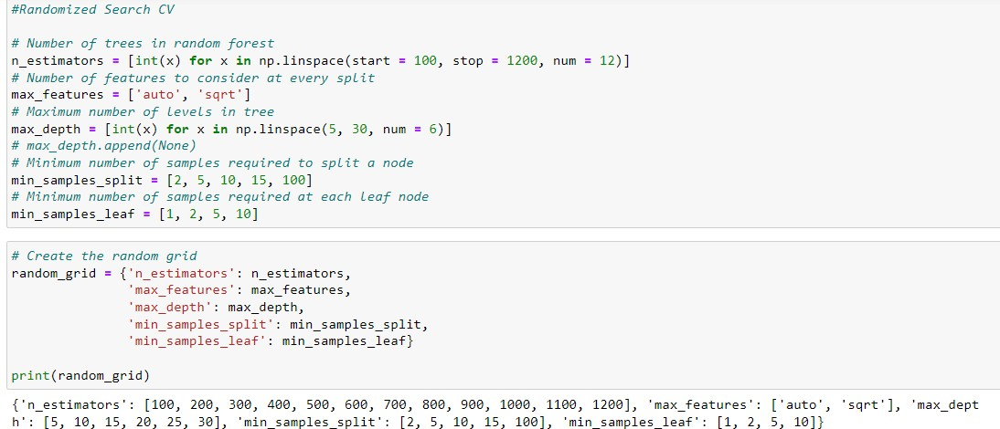 #Randomized Search CV
# Number of trees in random forest
n_estimators = [int(x) for x in np.linspace(start = 100, stop = 1200, num = 12)]
# Number of features to consider at every split
max_features = ['auto', 'sqrt']
# Maximum number of levels in tree
max_depth = [int(x) for x in np.linspace(5, 30, num = 6)]
# max_depth.append(None)
# Minimum number of samples required to split a node
min_samples_split = [2, 5, 10, 15, 100]
# Minimum number of samples required at each leaf node
min_samples_leaf = [1, 2, 5, 10]
# Create the random grid
random_grid = {'n_estimators': n_estimators,
'max_features': max_features,
'max_depth': max_depth,
'min_samples_split': min_samples_split,
'min_samples_leaf': min_samples_leaf}
print(random_grid)
{'n_estimators': [100, 200, 300, 400, 500, 600, 700, 800, 900, 1000, 1100, 1200], 'max_features': ['auto', 'sqrt'], 'max_dept
h': [5, 10, 15, 20, 25, 30], 'min_samples_split': [2, 5, 10, 15, 100], 'min_samples_leaf': [1, 2, 5, 10]}